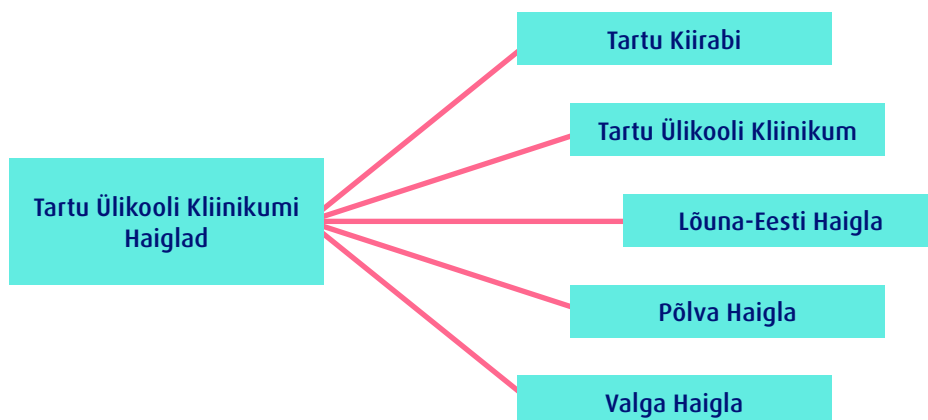 Tartu Kiirabi
Tartu Ülikooli Kliinikum
Tartu Ülikooli Kliinikumi
Haiglad
Lõuna-Eesti Haigla
Põlva Haigla
Valga Haigla